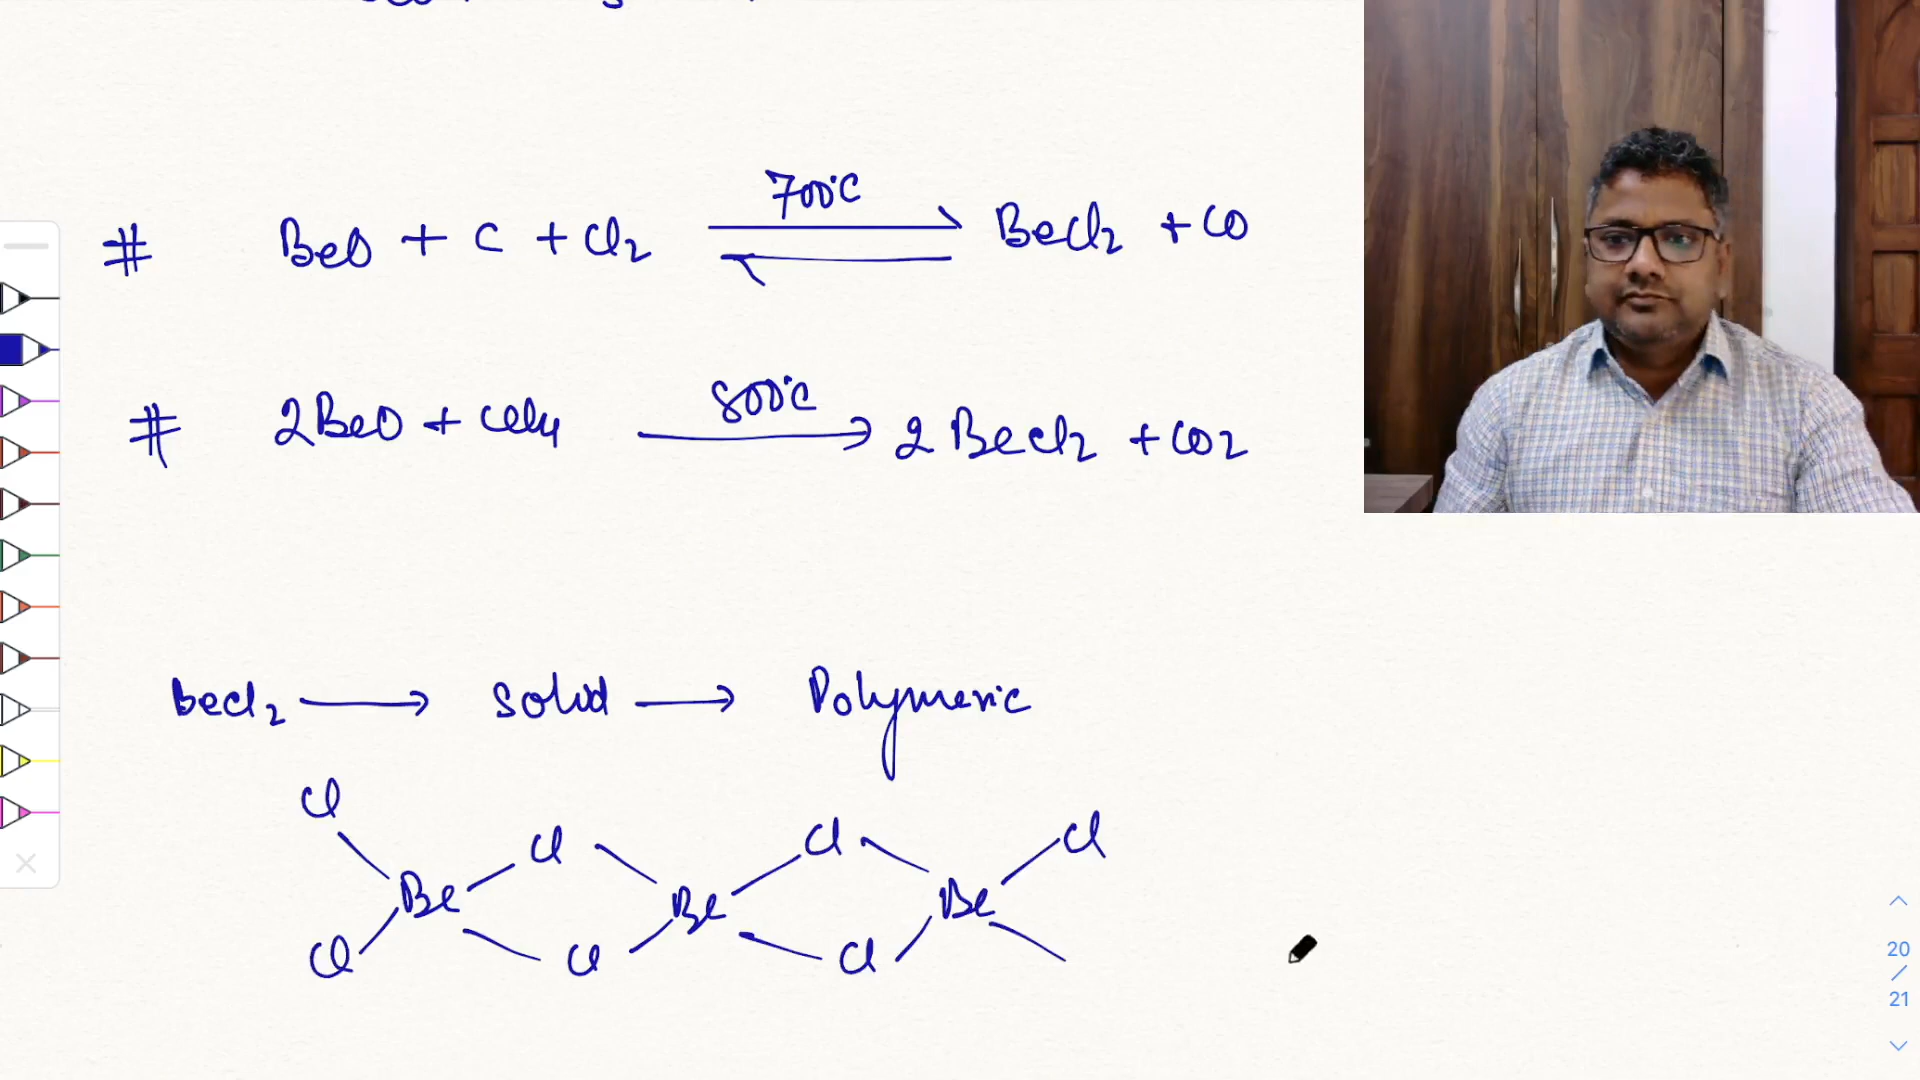 # BeO + C + Cl2 ⇌ 700°C BeCl2 + CO
# 2BeO + CCl4 → 800°C 2BeCl2 + CO2
BeCl2 → Solid → Polymeric
Cl Cl Cl Cl
Be Be Be
Cl Cl Cl
20
/
21